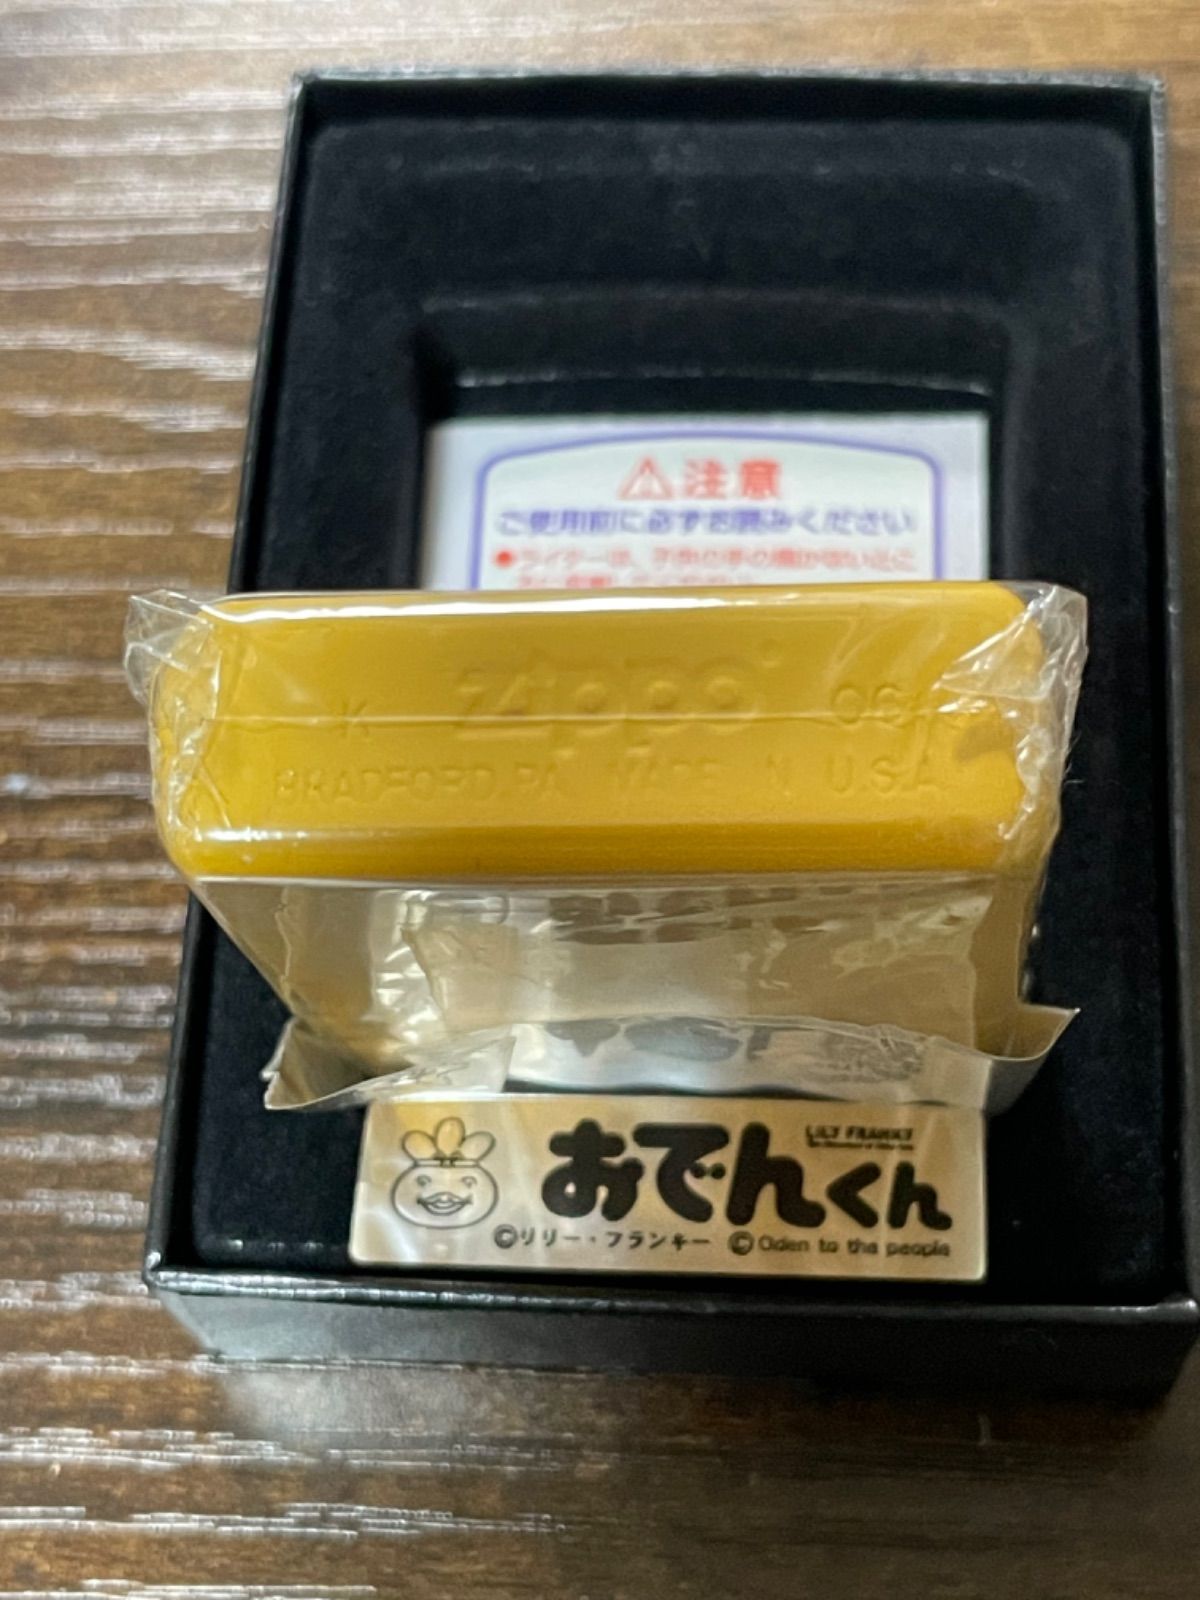 注意
ご使用前に必ずお読みください
K Zippo 06
BRADFORD, PA. MADE IN U.S.A.
LILY FRANKY
おでんくん
©リリー・フランキー ©Oden to the people